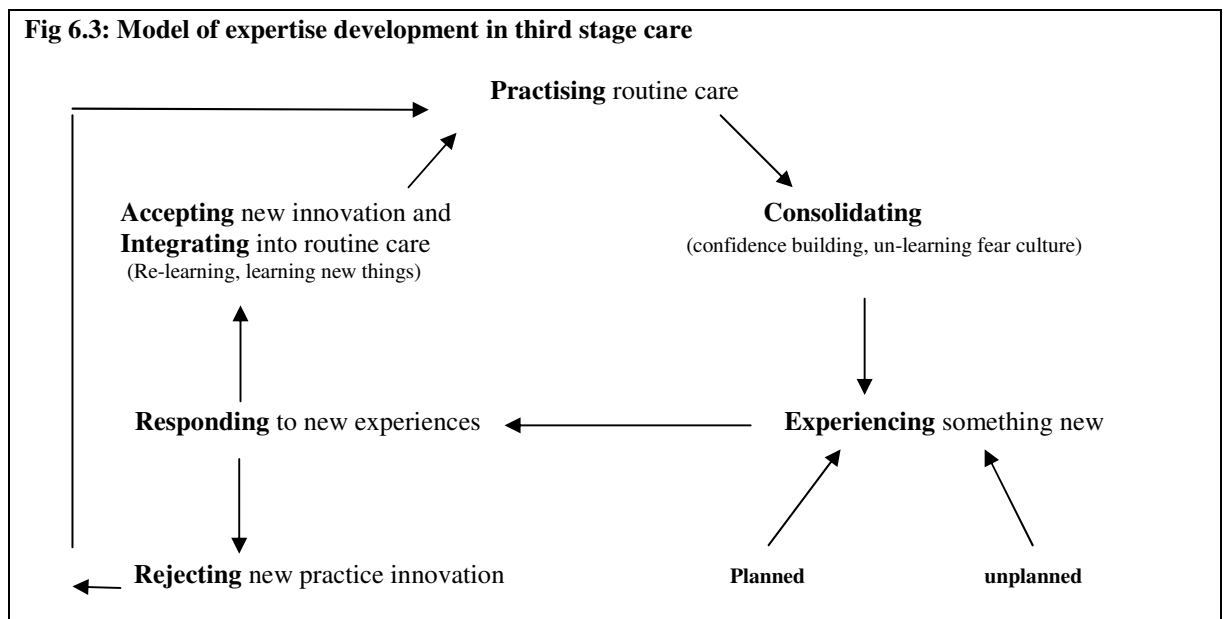 Fig 6.3: Model of expertise development in third stage care
Practising routine care
Accepting new innovation and
Integrating into routine care
(Re-learning, learning new things)
Consolidating
(confidence building, un-learning fear culture)
Responding to new experiences
Experiencing something new
Rejecting new practice innovation
Planned
unplanned